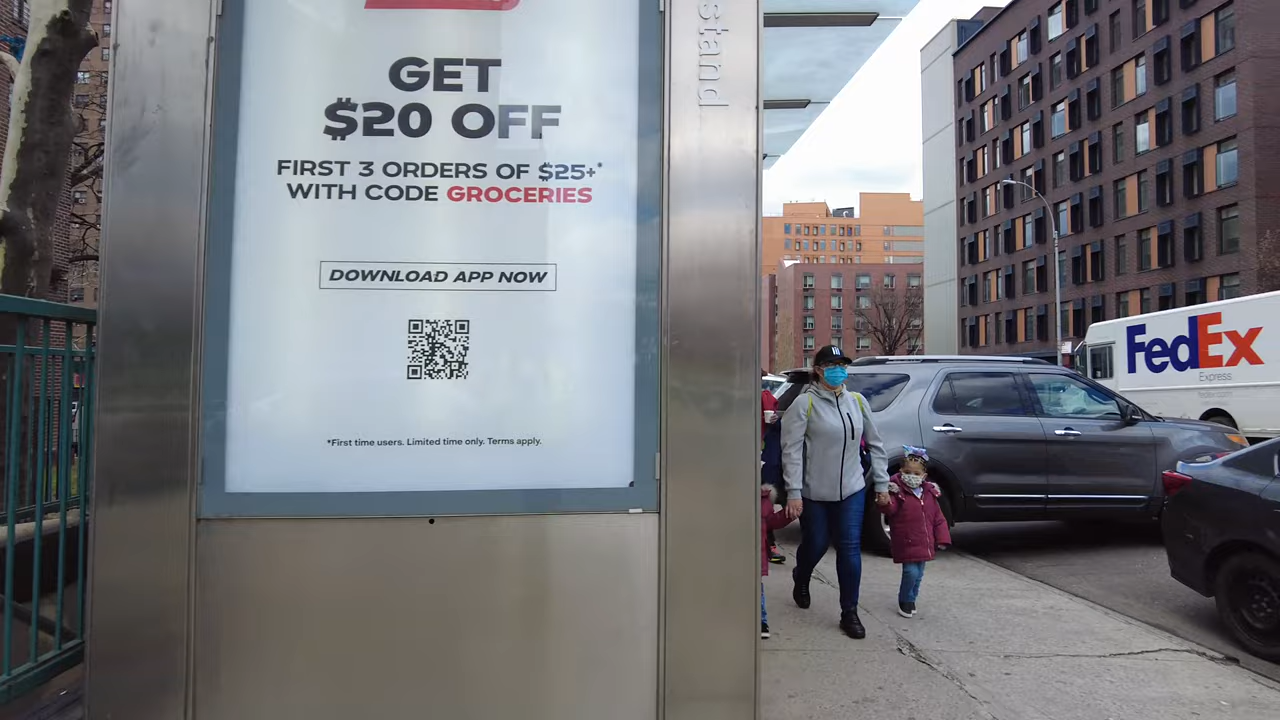 GET
$20 OFF
FIRST 3 ORDERS OF $25+*
WITH CODE GROCERIES
DOWNLOAD APP NOW
*First time users. Limited time only. Terms apply.
stand
FedEx
Express